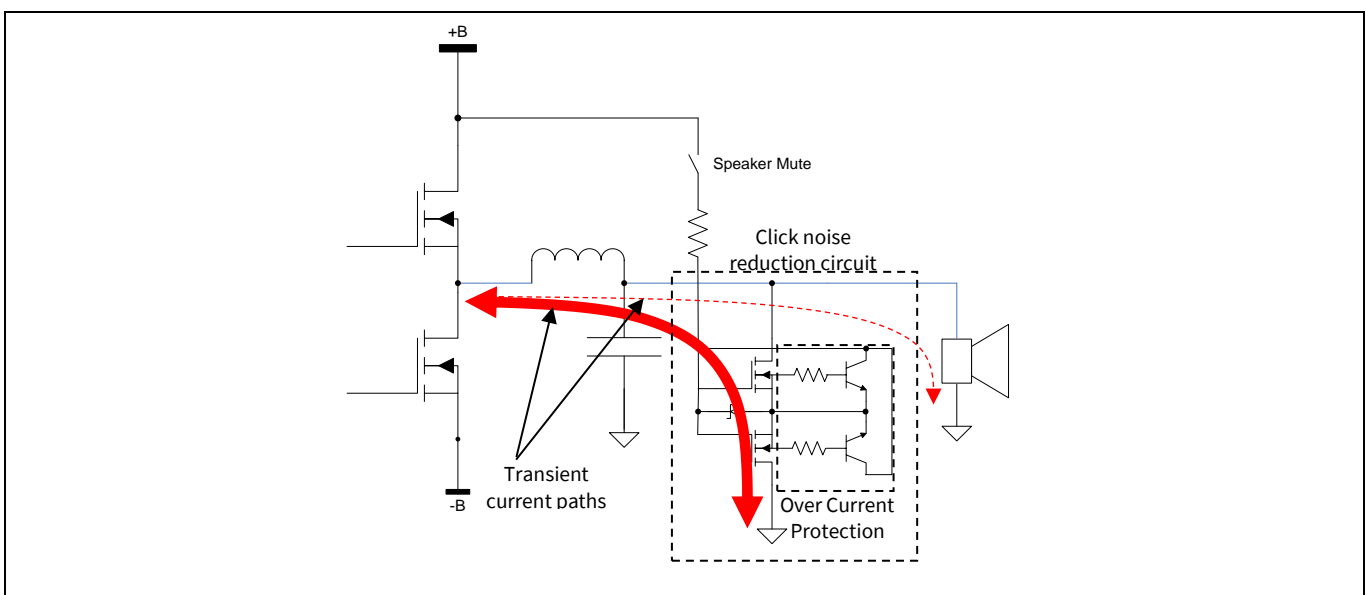 +B
Speaker Mute
Click noise
reduction circuit
Transient
current paths
-B
Over Current
Protection